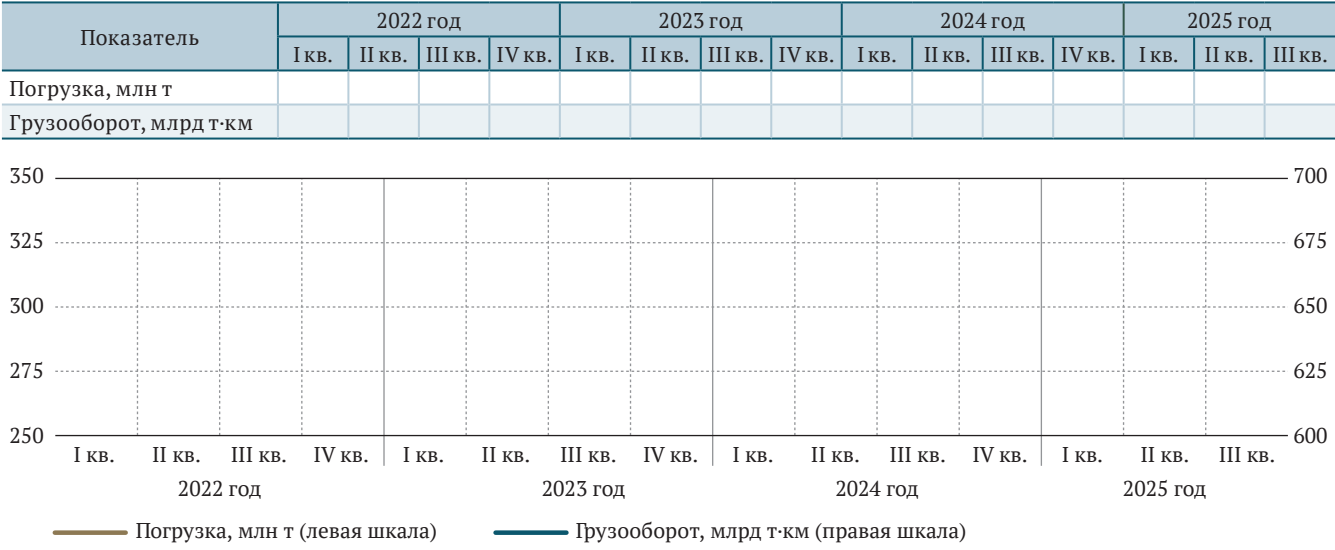 Показатель 2022 год 2023 год 2024 год 2025 год
I кв. II кв. III кв. IV кв. I кв. II кв. III кв. IV кв. I кв. II кв. III кв. IV кв. I кв. II кв. III кв.
Погрузка, млн т
Грузооборот, млрд т·км
350 700
325 675
300 650
275 625
250 600
I кв. II кв. III кв. IV кв. I кв. II кв. III кв. IV кв. I кв. II кв. III кв. IV кв. I кв. II кв. III кв.
2022 год 2023 год 2024 год 2025 год
Погрузка, млн т (левая шкала) Грузооборот, млрд т·км (правая шкала)